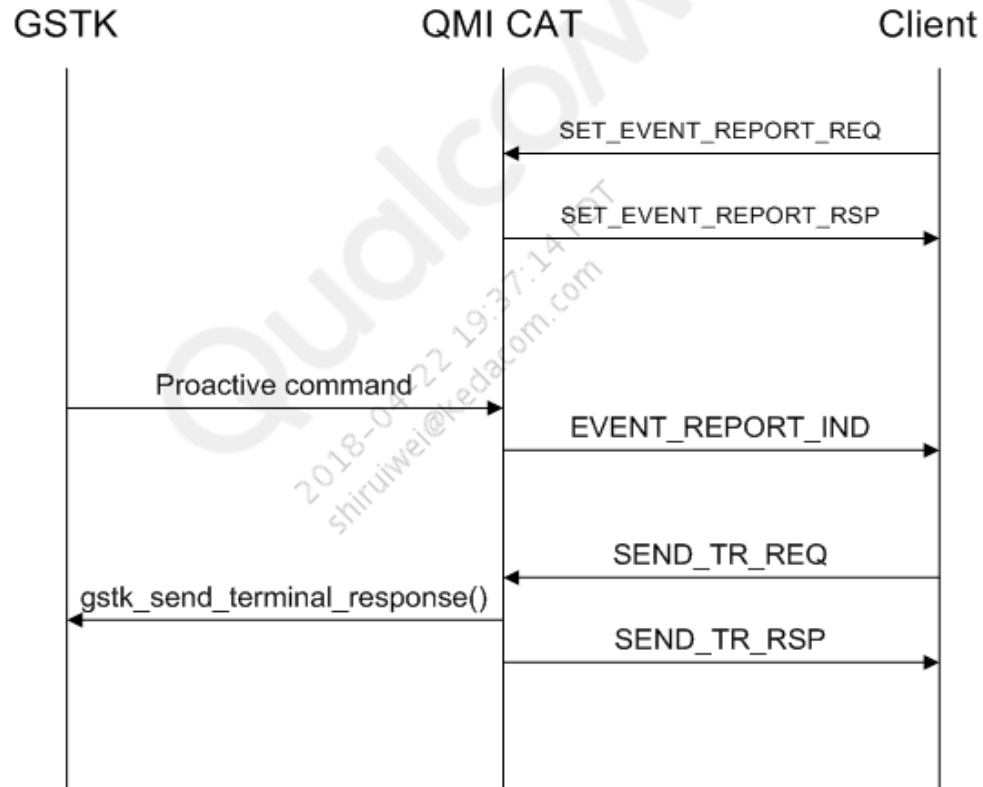 GSTK QMI CAT Client
SET_EVENT_REPORT_REQ
SET_EVENT_REPORT_RSP
Proactive command
EVENT_REPORT_IND
SEND_TR_REQ
gstk_send_terminal_response()
SEND_TR_RSP
Qualcom
2018-04-22 19:37:14 PDT
shiruiwei@kedacom.com